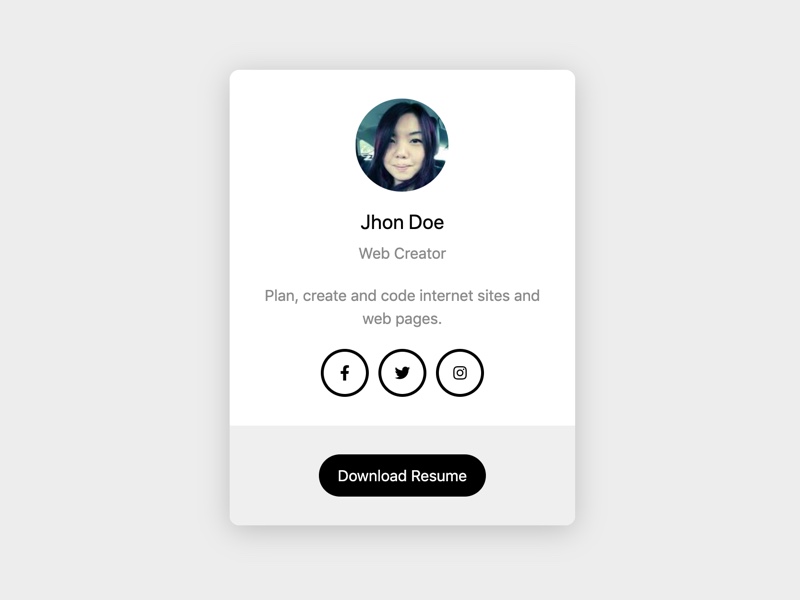 Jhon Doe
Web Creator
Plan, create and code internet sites and
web pages.
Download Resume